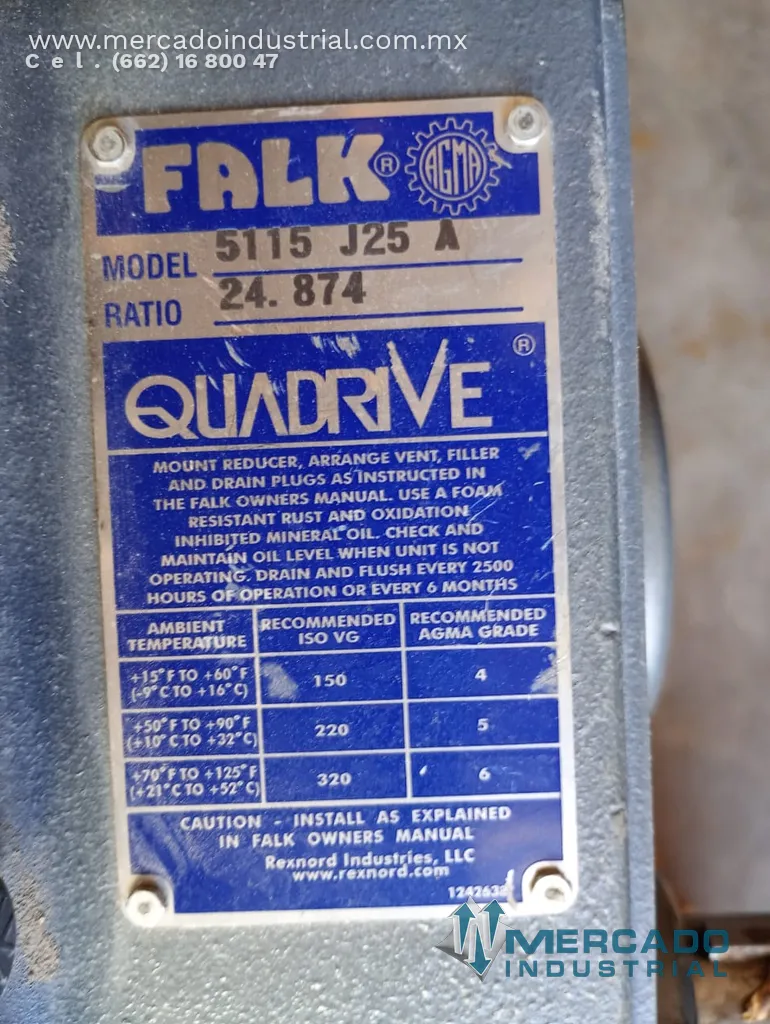 www.mercadoindustrial.com.mx
Cel. (662) 16 800 47
FALK® AGMA
MODEL 5115 J25 A
RATIO 24.874
QUADRIVE ®
MOUNT REDUCER, ARRANGE VENT, FILLER
AND DRAIN PLUGS AS INSTRUCTED IN
THE FALK OWNERS MANUAL. USE A FOAM
RESISTANT RUST AND OXIDATION
INHIBITED MINERAL OIL. CHECK AND
MAINTAIN OIL LEVEL WHEN UNIT IS NOT
OPERATING. DRAIN AND FLUSH EVERY 2500
HOURS OF OPERATION OR EVERY 6 MONTHS
AMBIENT TEMPERATURE RECOMMENDED ISO VG RECOMMENDED AGMA GRADE
+15°F TO +60°F (-9°C TO +16°C) 150 4
+50°F TO +90°F (+10°C TO +32°C) 220 5
+70°F TO +125°F (+21°C TO +52°C) 320 6
CAUTION - INSTALL AS EXPLAINED
IN FALK OWNERS MANUAL
Rexnord Industries, LLC
www.rexnord.com
MERCADO
INDUSTRIAL